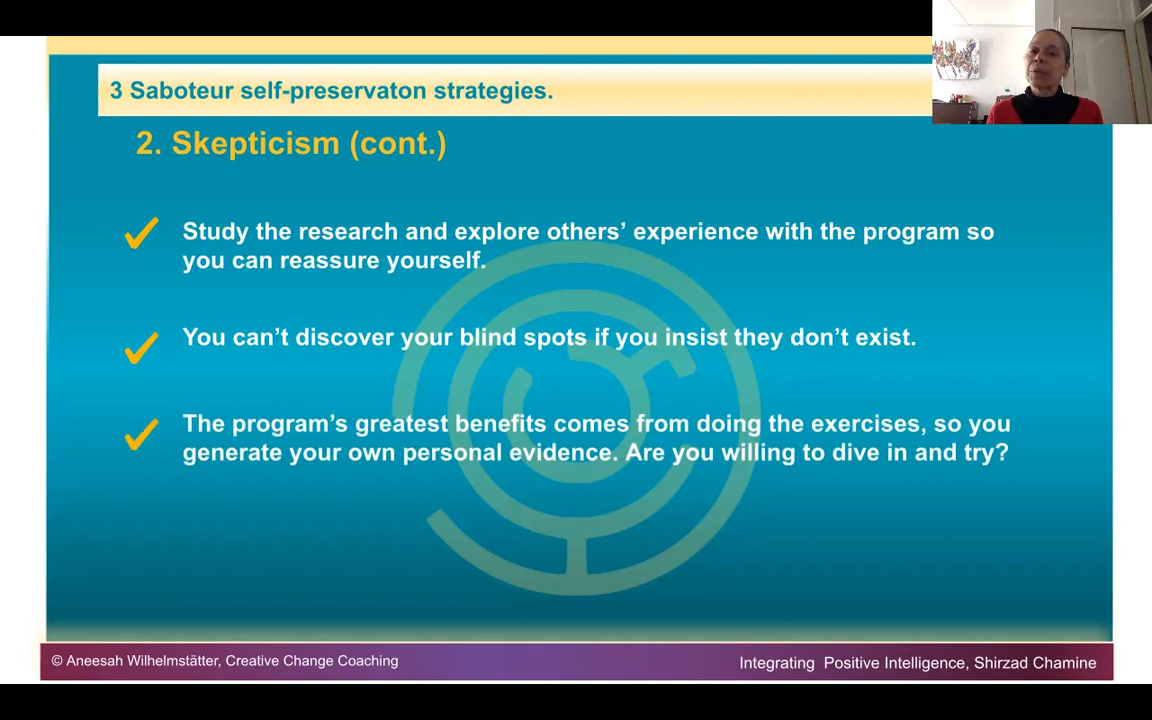 3 Saboteur self-preservaton strategies.
2. Skepticism (cont.)
Study the research and explore others’ experience with the program so
you can reassure yourself.
You can’t discover your blind spots if you insist they don’t exist.
The program’s greatest benefits comes from doing the exercises, so you
generate your own personal evidence. Are you willing to dive in and try?
© Aneesah Wilhelmstätter, Creative Change Coaching
Integrating Positive Intelligence, Shirzad Chamine